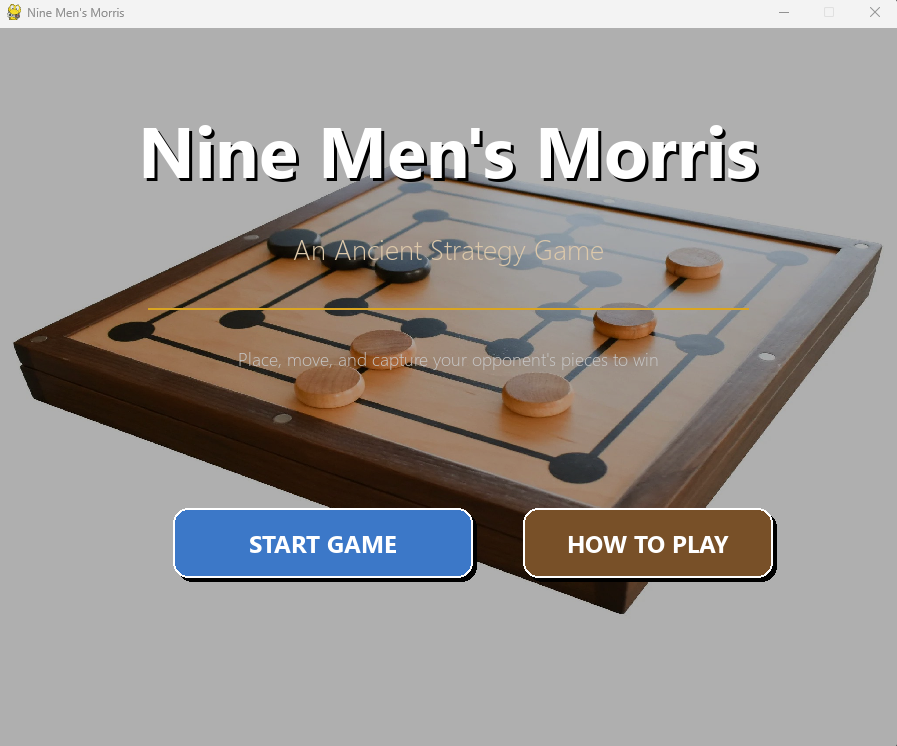 Nine Men's Morris
Nine Men's Morris
An Ancient Strategy Game
Place, move, and capture your opponent's pieces to win
START GAME
HOW TO PLAY